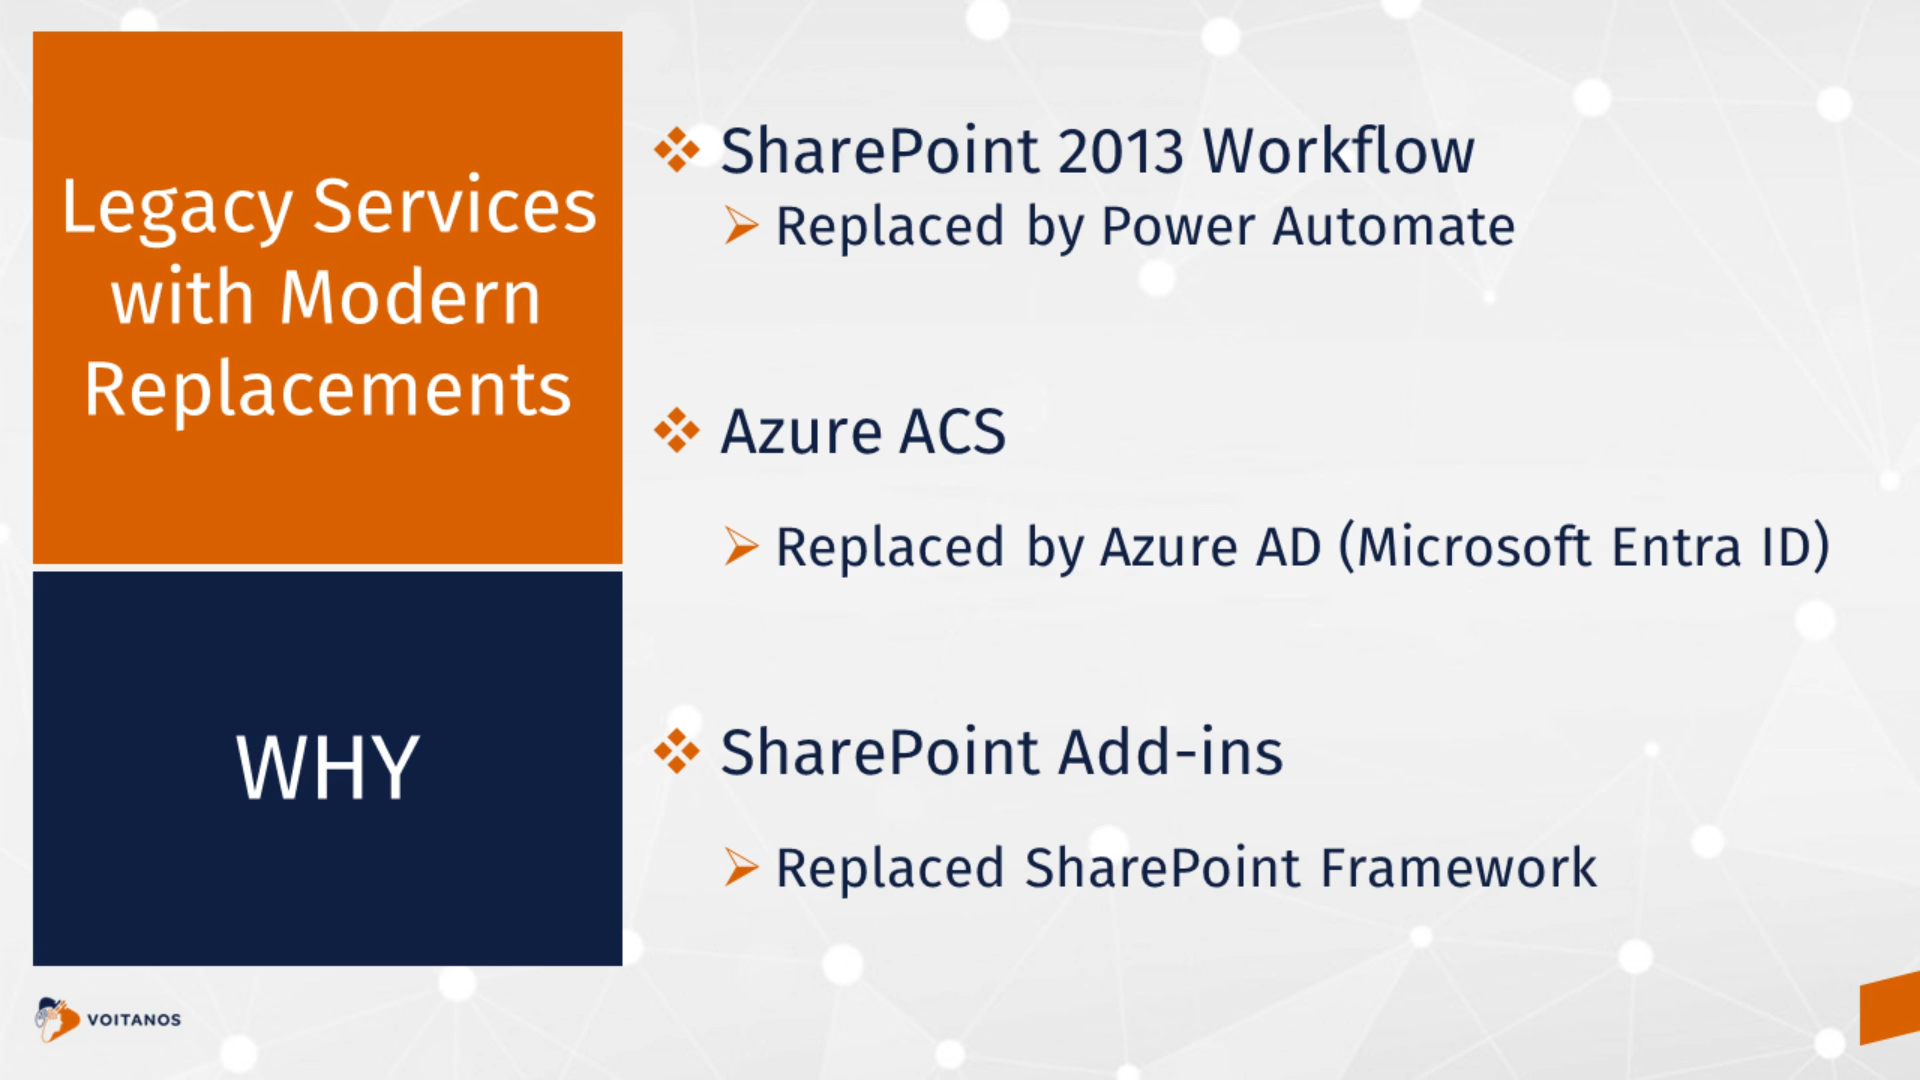 Legacy Services
with Modern
Replacements
WHY
SharePoint 2013 Workflow
Replaced by Power Automate
Azure ACS
Replaced by Azure AD (Microsoft Entra ID)
SharePoint Add-ins
Replaced SharePoint Framework
VOITANOS